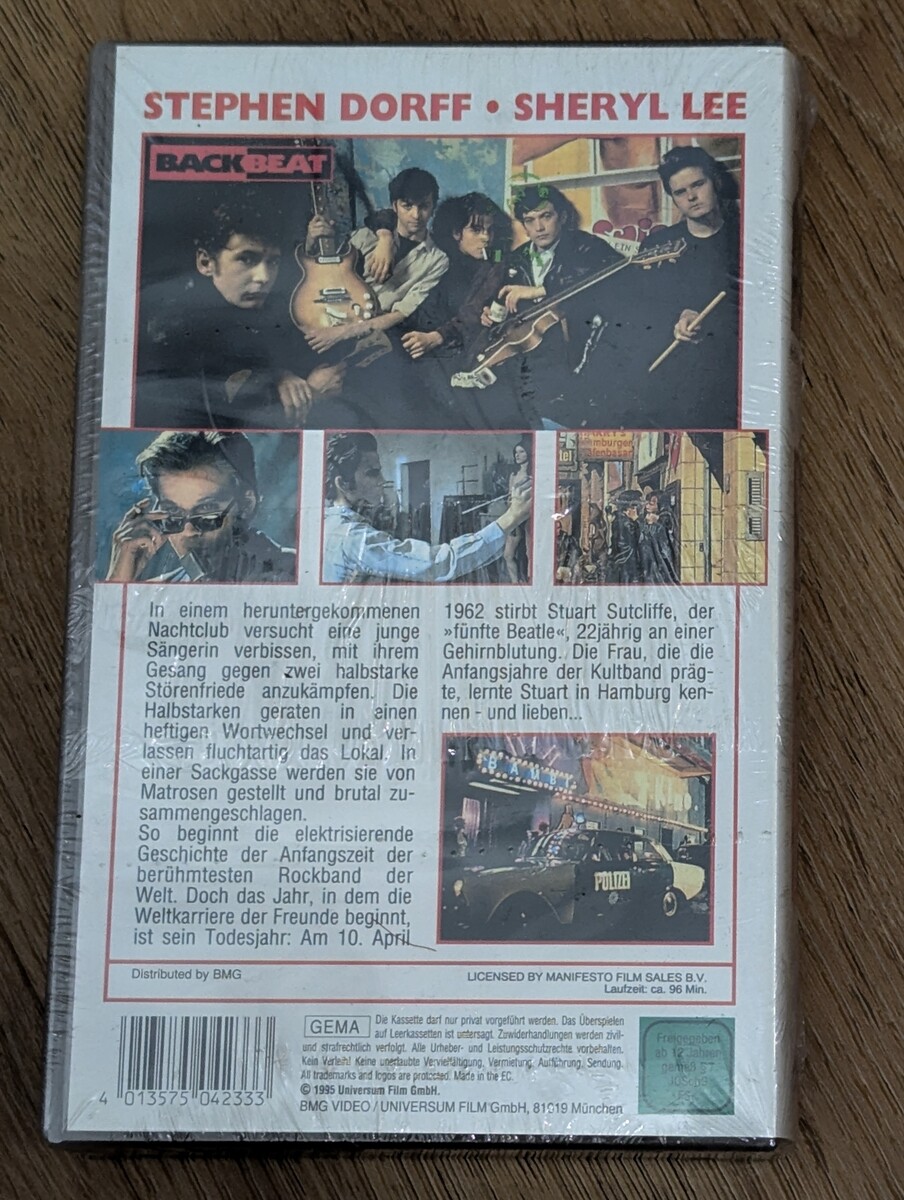 STEPHEN DORFF • SHERYL LEE
BACKBEAT
In einem heruntergekommenen
Nachtclub versucht eine junge
Sängerin verbissen, mit ihrem
Gesang gegen zwei halbstarke
Störenfriede anzukämpfen. Die
Halbstarken geraten in einen
heftigen Wortwechsel und ver-
lassen fluchtartig das Lokal. In
einer Sackgasse werden sie von
Matrosen gestellt und brutal zu-
sammengeschlagen.
So beginnt die elektrisierende
Geschichte der Anfangszeit der
berühmtesten Rockband der
Welt. Doch das Jahr, in dem die
Weltkarriere der Freunde beginnt,
ist sein Todesjahr: Am 10. April
1962 stirbt Stuart Sutcliffe, der
»fünfte Beatle«, 22jährig an einer
Gehirnblutung. Die Frau, die die
Anfangsjahre der Kultband präg-
te, lernte Stuart in Hamburg ken-
nen - und lieben...
BAMBI
POLIZEI
Distributed by BMG
LICENSED BY MANIFESTO FILM SALES B.V.
Laufzeit: ca. 96 Min.
4 013575 042333
GEMA
Die Kassette darf nur privat vorgeführt werden. Das Überspielen
auf Leerkassetten ist untersagt. Zuwiderhandlungen werden zivil-
und strafrechtlich verfolgt. Alle Urheber- und Leistungsschutzrechte vorbehalten.
Kein Verleih! Keine unerlaubte Vervielfältigung, Vermietung, Aufführung, Sendung.
All trademarks and logos are protected. Made in the EC.
© 1995 Universum Film GmbH.
BMG VIDEO / UNIVERSUM FILM GmbH, 81619 München
Freigegeben
ab 12 Jahren
gemäß § 7
JÖSchG
FSK